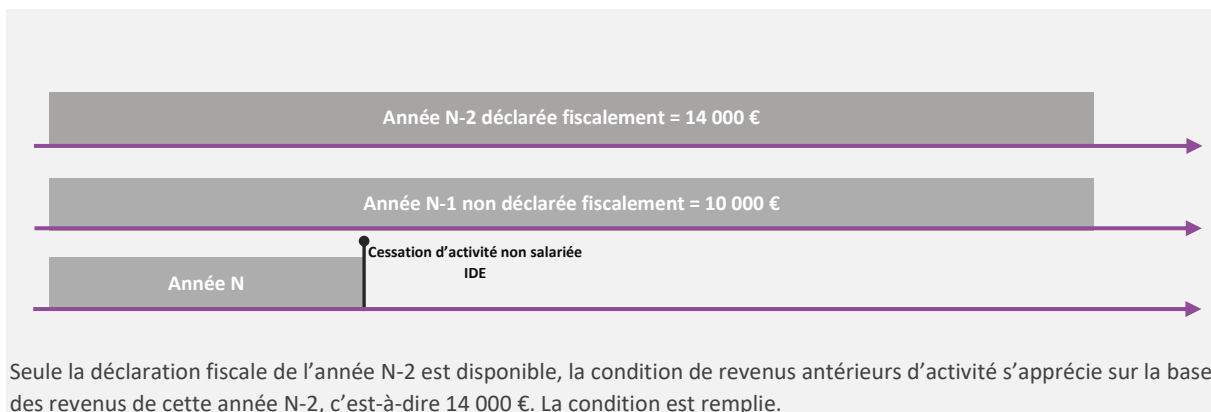 Année N-2 déclarée fiscalement = 14 000 €
Année N-1 non déclarée fiscalement = 10 000 €
Cessation d’activité non salariée
IDE
Année N
Seule la déclaration fiscale de l’année N-2 est disponible, la condition de revenus antérieurs d’activité s’apprécie sur la base
des revenus de cette année N-2, c’est-à-dire 14 000 €. La condition est remplie.